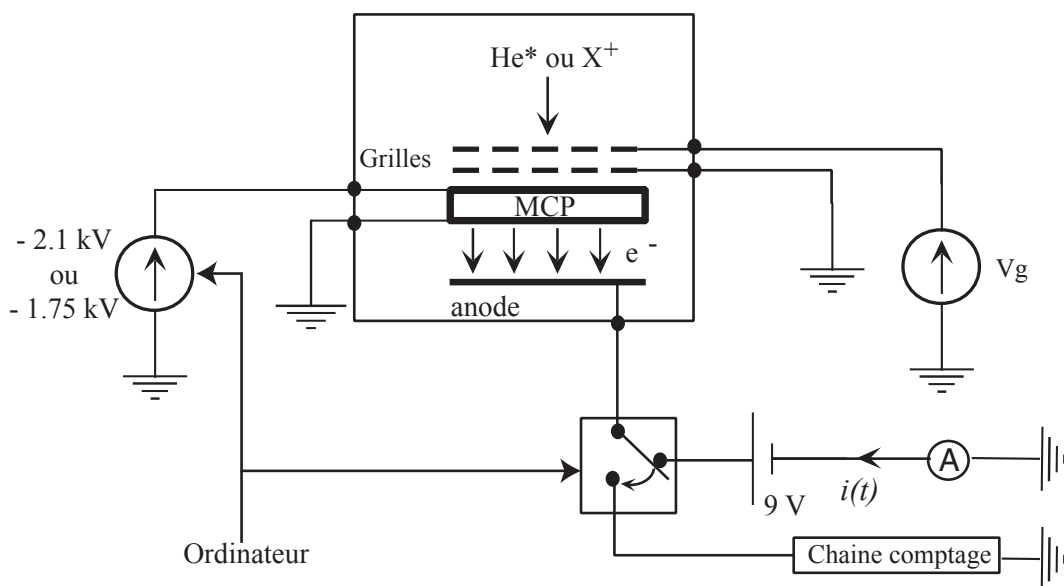 He* ou X+
Grilles
MCP
- 2.1 kV
ou
- 1.75 kV
e -
Vg
anode
A
i(t)
9 V
Ordinateur
Chaine comptage